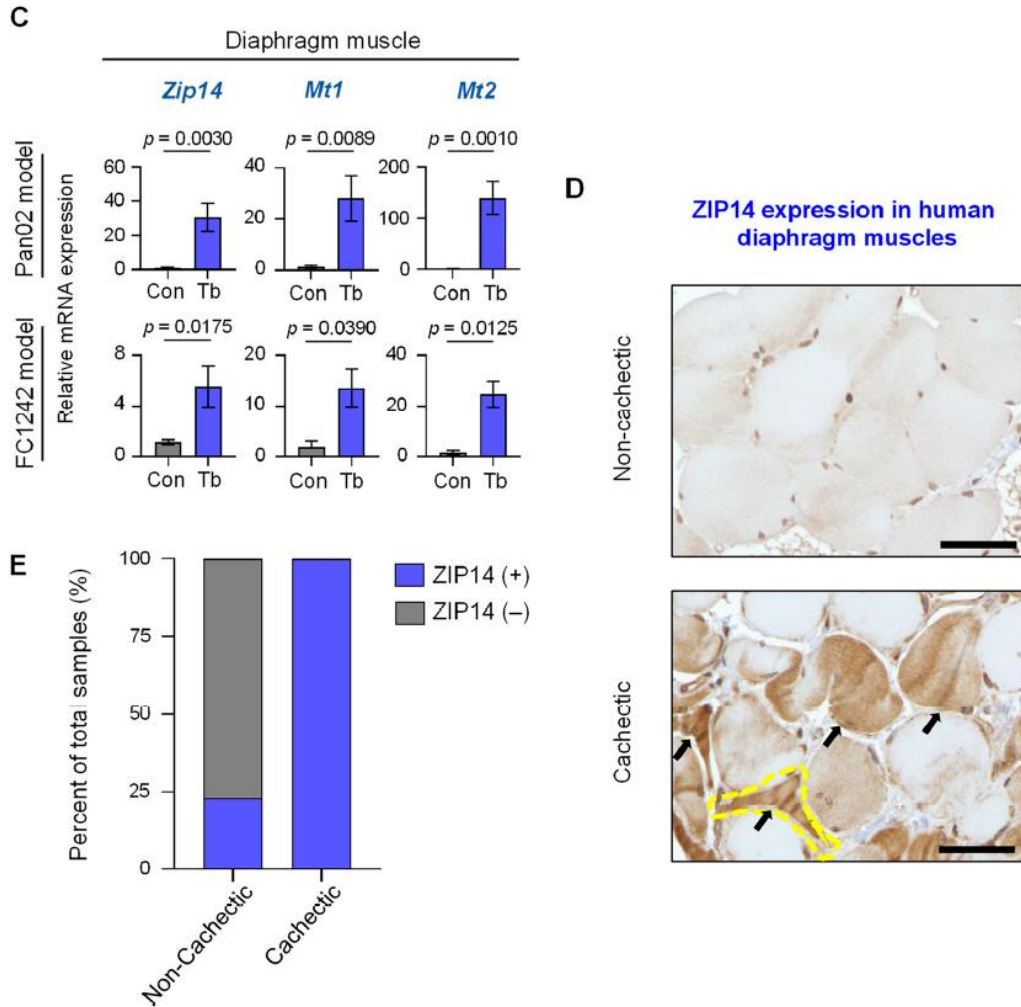 C
Diaphragm muscle
Zip14 Mt1 Mt2
Pan02 model
FC1242 model
Relative mRNA expression
p = 0.0030
60
40
20
0
Con Tb
p = 0.0089
40
20
0
Con Tb
p = 0.0010
200
100
0
Con Tb
p = 0.0175
8
4
0
Con Tb
p = 0.0390
20
10
0
Con Tb
p = 0.0125
40
20
0
Con Tb
D
ZIP14 expression in human
diaphragm muscles
Non-cachectic
Cachectic
E
Percent of total samples (%)
100
75
50
25
0
Non-Cachectic
Cachectic
ZIP14 (+)
ZIP14 (–)